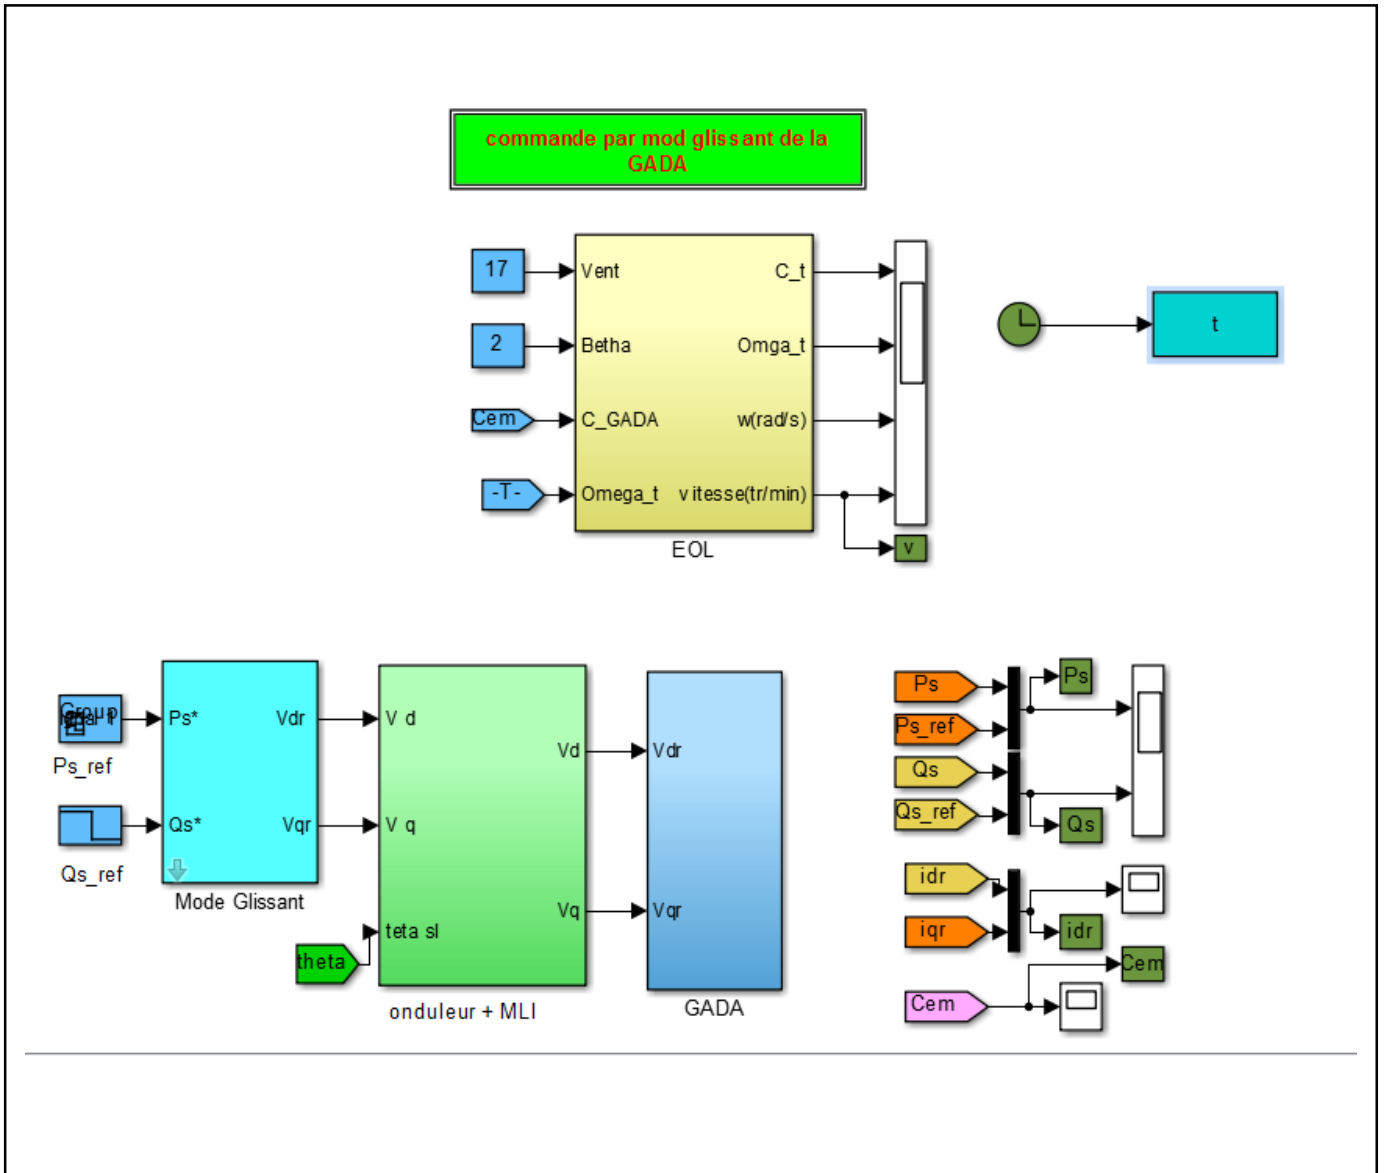 commande par mod glissant de la
GADA
17
Vent
C_t
2
Betha
Omga_t
t
Cem
C_GADA
w(rad/s)
-T-
Omega_t
vitesse(tr/min)
EOL
v
Group
Ps*
Vdr
V d
Ps_ref
Vd
Vdr
Qs*
Vqr
V q
Qs_ref
Mode Glissant
Vq
Vqr
teta sl
theta
onduleur + MLI
GADA
Ps
Ps
Ps_ref
Qs
Qs_ref
Qs
idr
iqr
idr
Cem
Cem